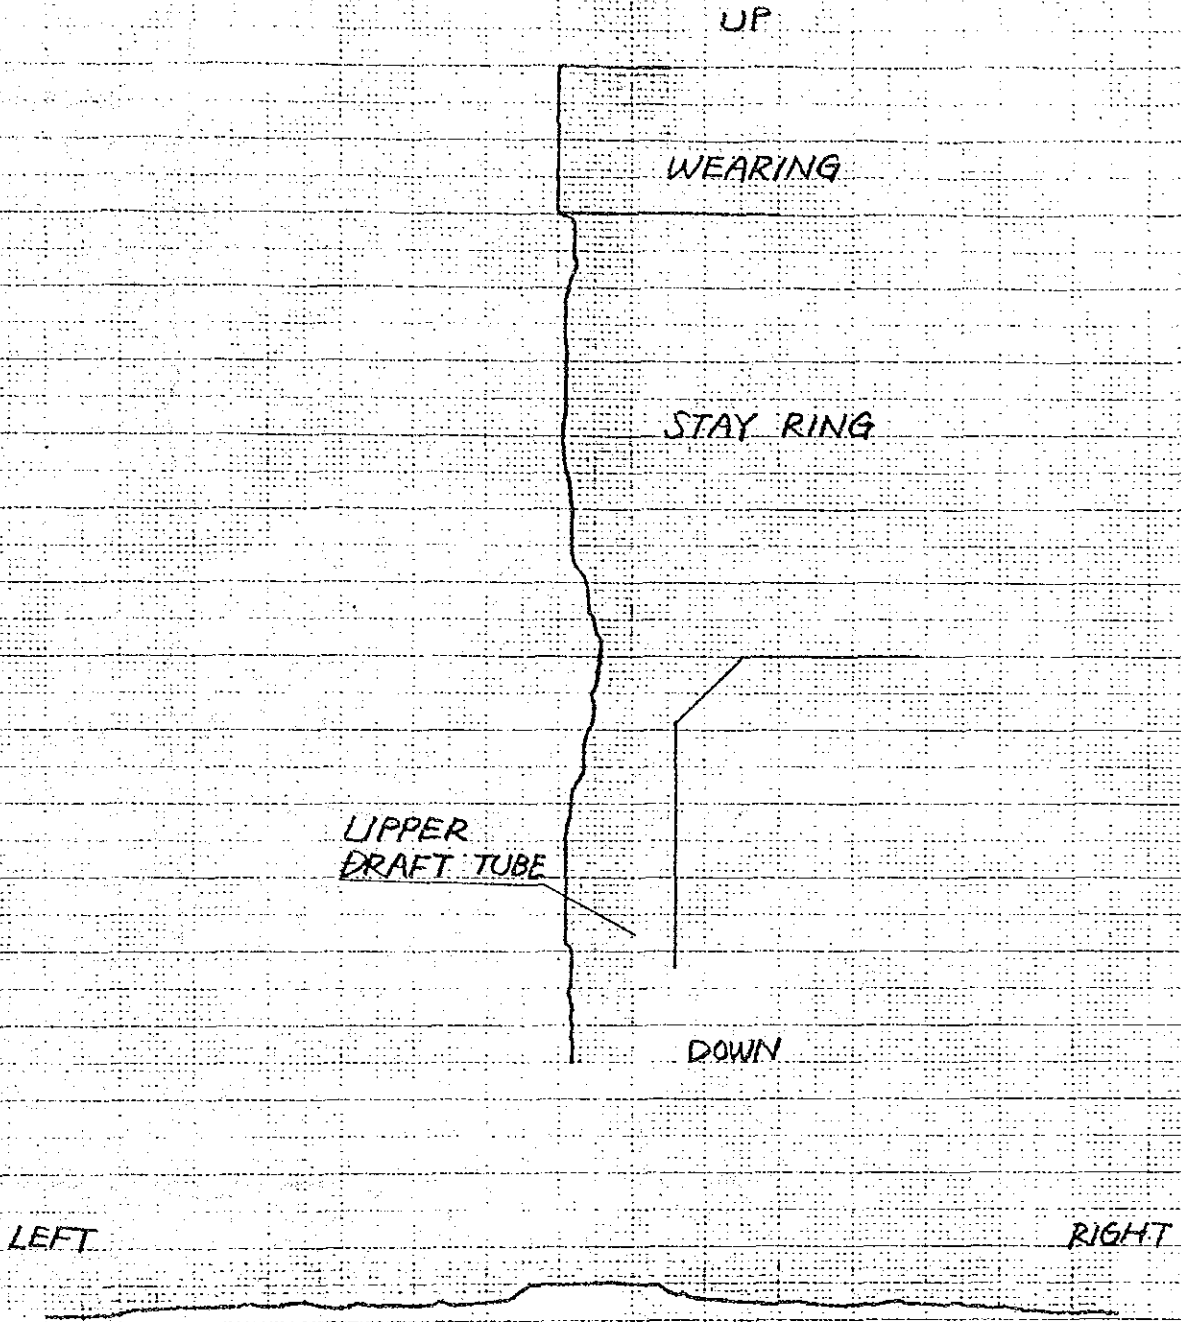 UP
WEARING
STAY RING
UPPER
DRAFT TUBE
DOWN
LEFT
RIGHT